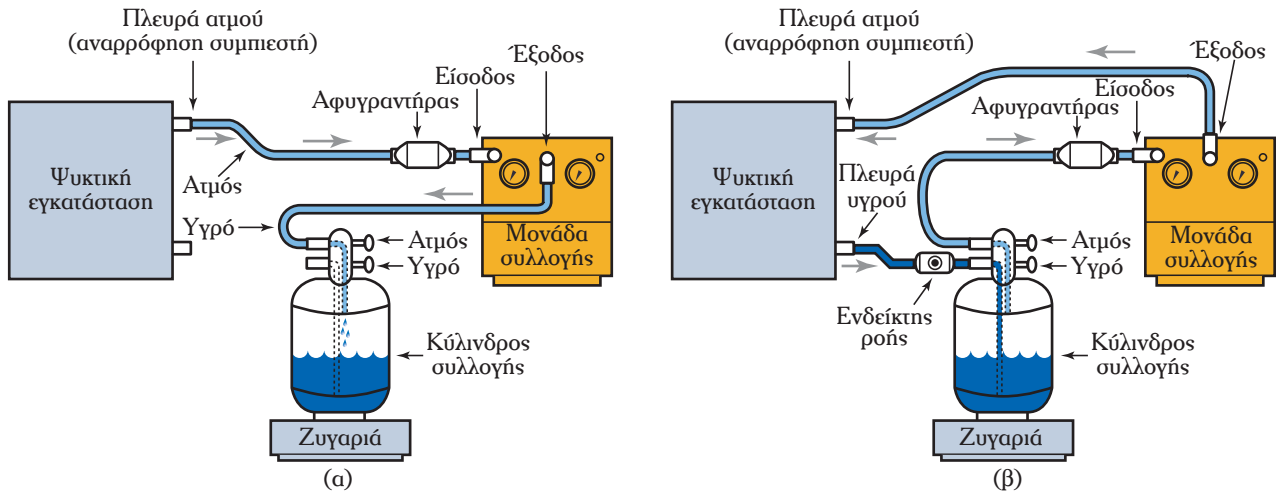 Πλευρά ατμού
(αναρρόφηση συμπιεστή)
Έξοδος
Είσοδος
Αφυγραντήρας
Ψυκτική
εγκατάσταση
Ατμός
Υγρό
Ατμός
Υγρό
Μονάδα
συλλογής
Κύλινδρος
συλλογής
Ζυγαριά
(α)
Πλευρά ατμού
(αναρρόφηση συμπιεστή)
Έξοδος
Είσοδος
Αφυγραντήρας
Ψυκτική
εγκατάσταση
Πλευρά
υγρού
Ατμός
Υγρό
Μονάδα
συλλογής
Ενδείκτης
ροής
Κύλινδρος
συλλογής
Ζυγαριά
(β)